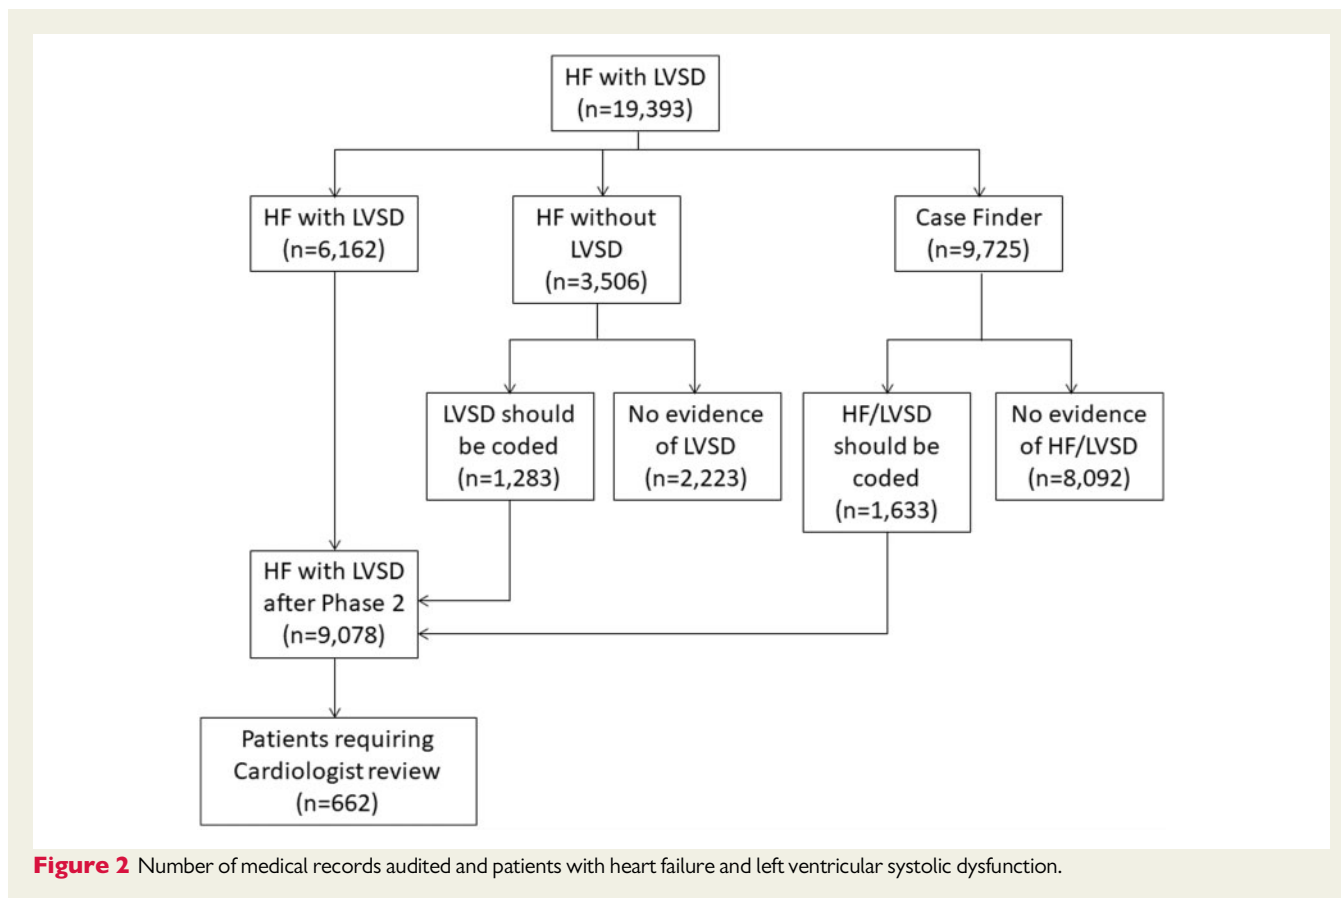 HF with LVSD
(n=19,393)
HF with LVSD
(n=6,162)
HF without
LVSD
(n=3,506)
Case Finder
(n=9,725)
LVSD should
be coded
(n=1,283)
No evidence
of LVSD
(n=2,223)
HF/LVSD
should be
coded
(n=1,633)
No evidence
of HF/LVSD
(n=8,092)
HF with LVSD
after Phase 2
(n=9,078)
Patients requiring
Cardiologist review
(n=662)
Figure 2 Number of medical records audited and patients with heart failure and left ventricular systolic dysfunction.